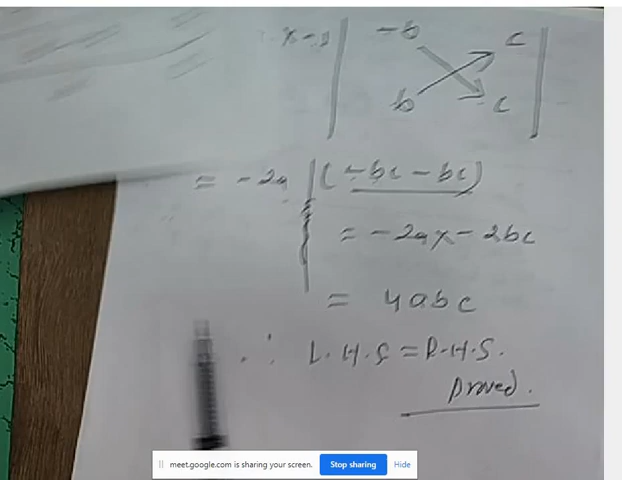 -b c
b c
= -2a (-bc - bc)
= -2a x -2bc
= 4abc
∴ L.H.S = R.H.S.
Proved.
meet.google.com is sharing your screen. Stop sharing Hide